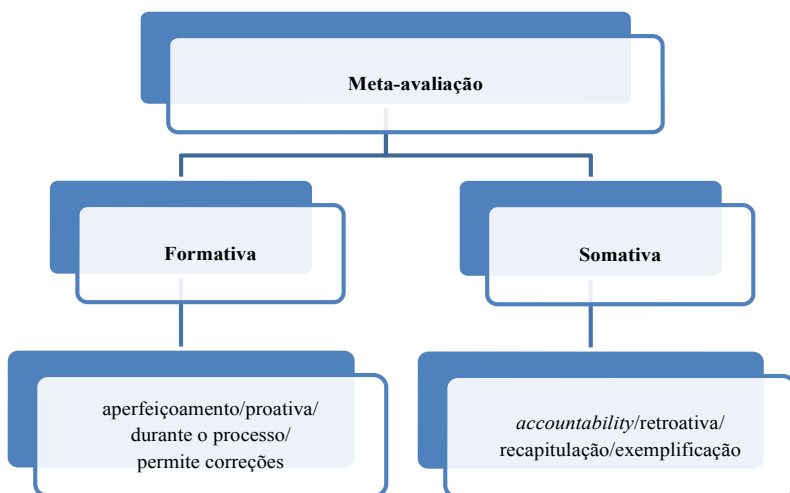 Meta-avaliação
Formativa
Somativa
aperfeiçoamento/proativa/
durante o processo/
permite correções
accountability/retroativa/
recapitulação/exemplificação